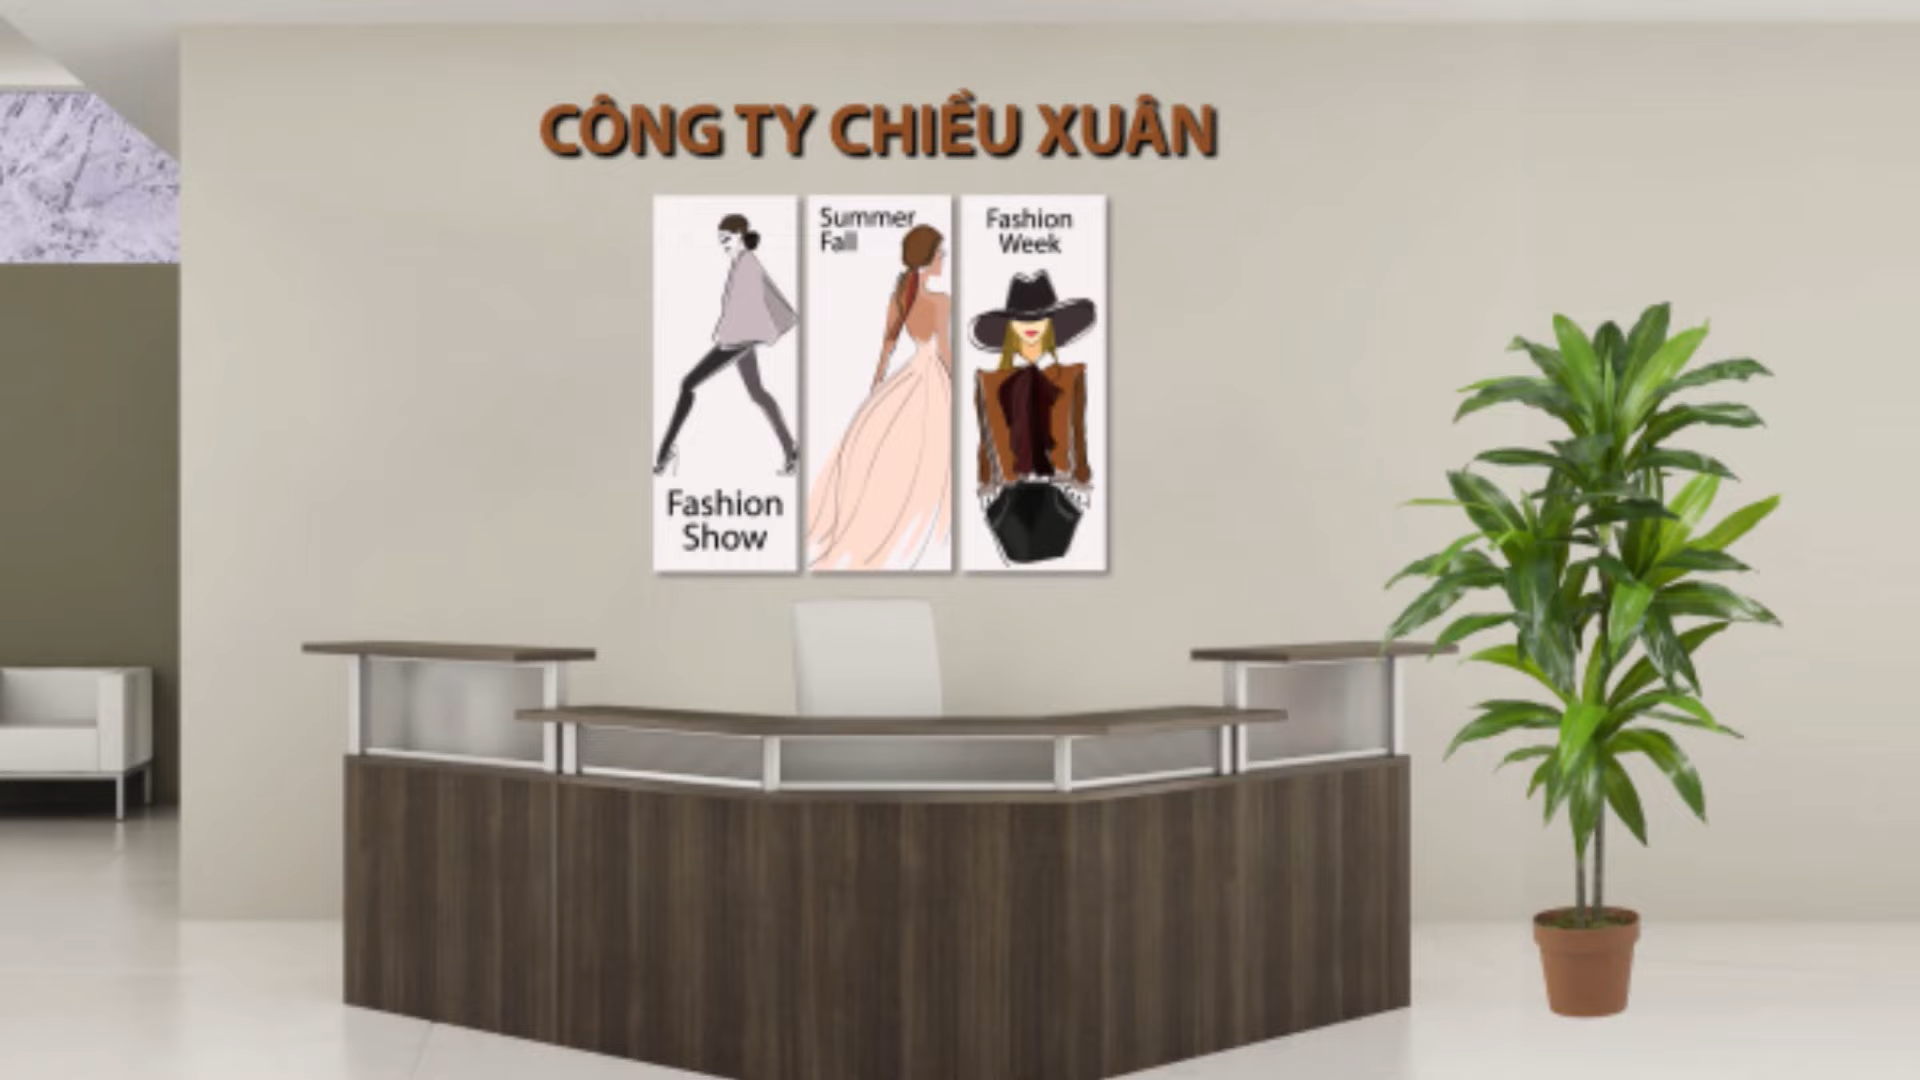 CÔNG TY CHIỀU XUÂN
Fashion
Show
Summer
Fall
Fashion
Week